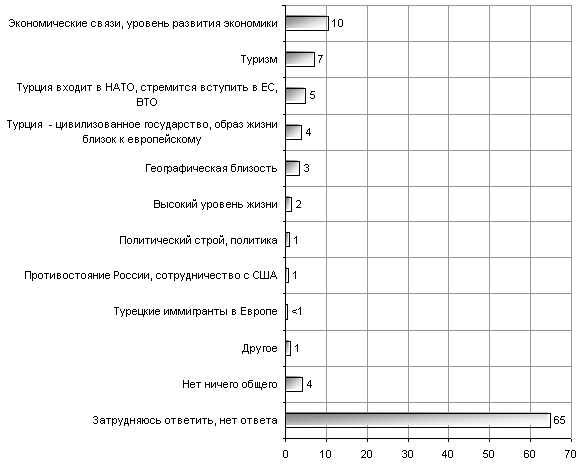 Экономические связи, уровень развития экономики 10
Туризм 7
Турция входит в НАТО, стремится вступить в ЕС,
ВТО 5
Турция - цивилизованное государство, образ жизни
близок к европейскому 4
Географическая близость 3
Высокий уровень жизни 2
Политический строй, политика 1
Противостояние России, сотрудничество с США 1
Турецкие иммигранты в Европе <1
Другое 1
Нет ничего общего 4
Затрудняюсь ответить, нет ответа 65
0 10 20 30 40 50 60 70